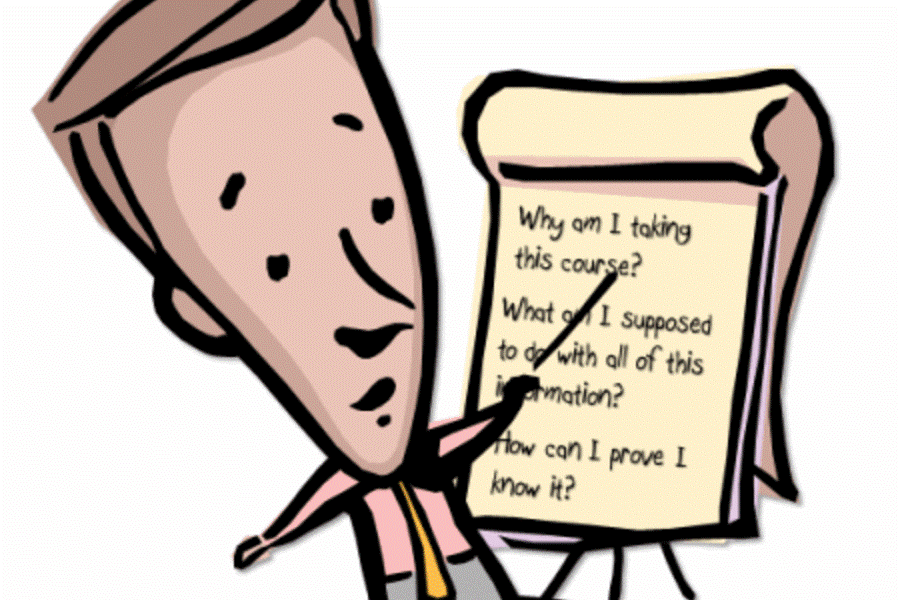 Why am I taking
this course?
What am I supposed
to do with all of this
information?
How can I prove I
know it?